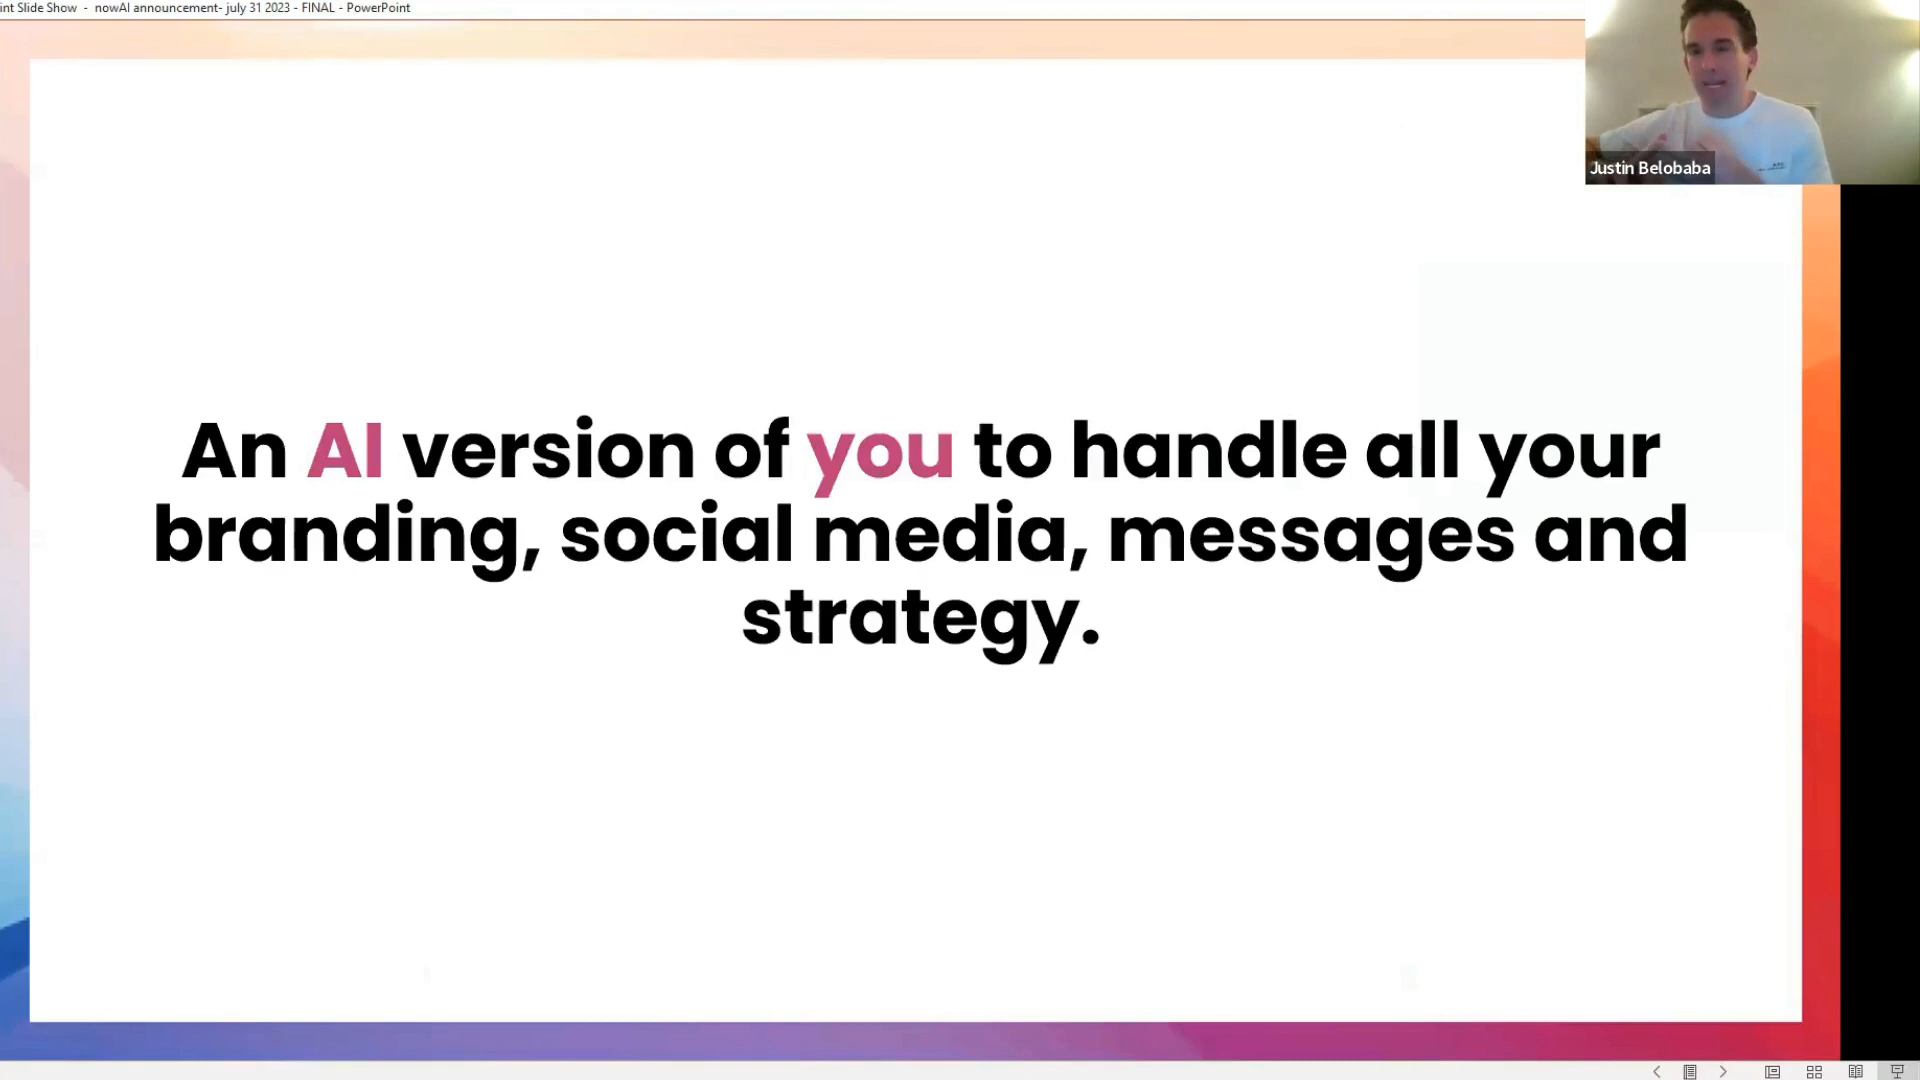 int Slide Show - nowAI announcement- july 31 2023 - FINAL - PowerPoint
Justin Belobaba
An AI version of you to handle all your
branding, social media, messages and
strategy.